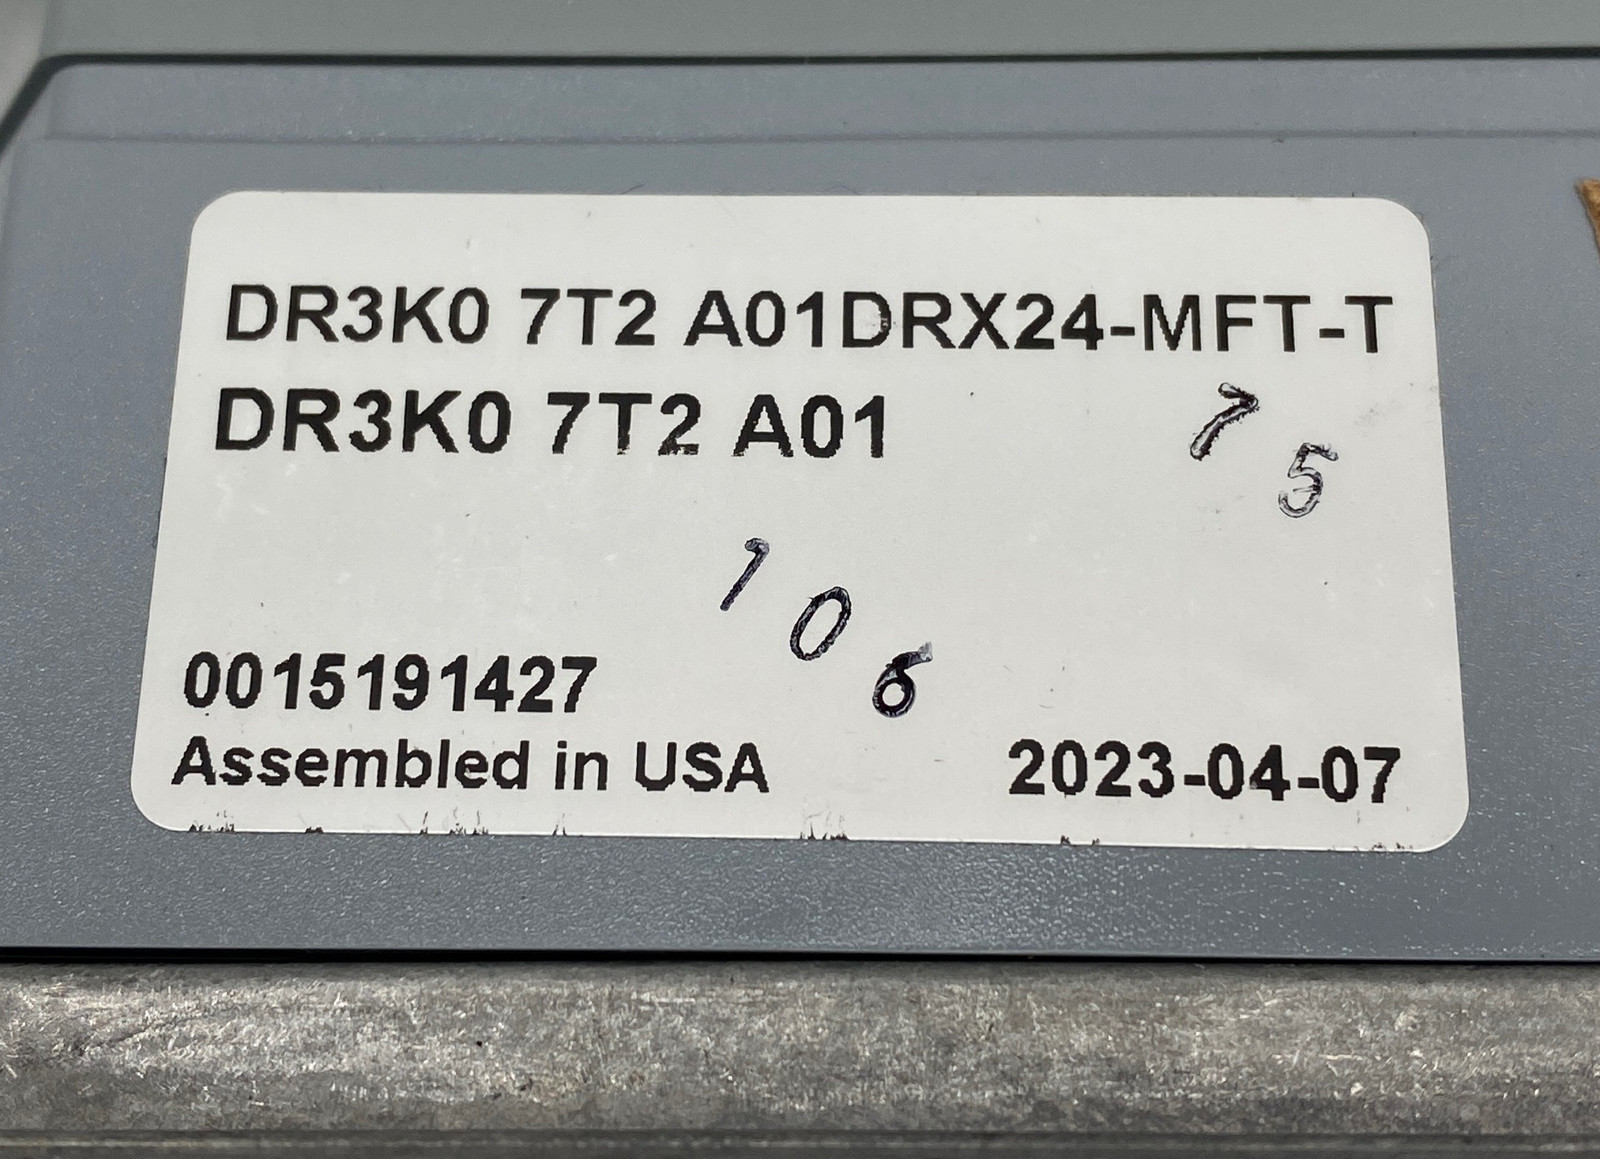 DR3K0 7T2 A01DRX24-MFT-T
DR3K0 7T2 A01
75
106
0015191427
Assembled in USA 2023-04-07